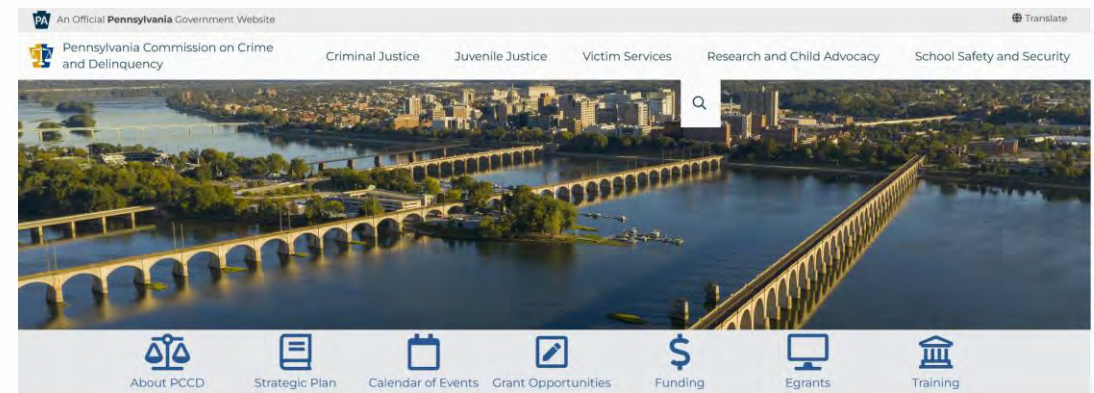 PA An Official Pennsylvania Government Website
Translate
Pennsylvania Commission on Crime
and Delinquency
Criminal Justice
Juvenile Justice
Victim Services
Research and Child Advocacy
School Safety and Security
About PCCD
Strategic Plan
Calendar of Events
Grant Opportunities
Funding
Egrants
Training